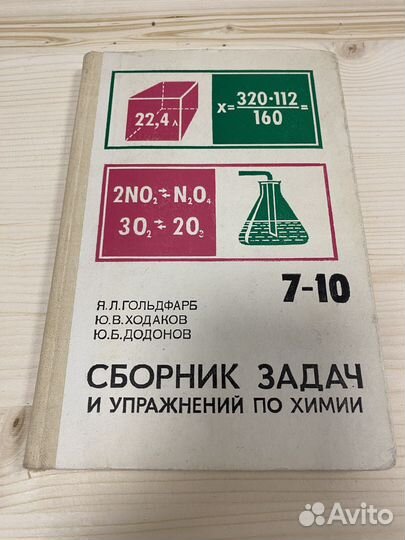 22,4 л
x = 320·112 / 160 =
2NO₂ ⇄ N₂O₄
3O₂ ⇄ 2O₃
7-10
Я.Л.ГОЛЬДФАРБ
Ю.В.ХОДАКОВ
Ю.Б.ДОДОНОВ
СБОРНИК ЗАДАЧ
И УПРАЖНЕНИЙ ПО ХИМИИ
Avito